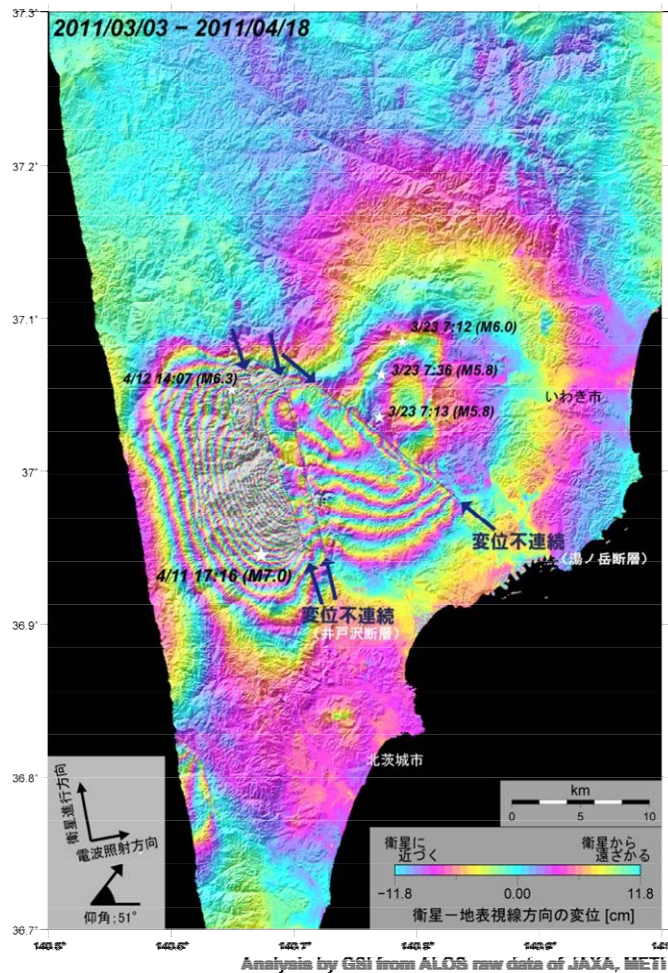 37.3°
2011/03/03 − 2011/04/18
37.2°
37.1°
3/23 7:12 (M6.0)
4/12 14:07 (M6.3)
3/23 7:36 (M5.8)
いわき市
3/23 7:13 (M5.8)
37°
変位不連続
(湯ノ岳断層)
4/11 17:16 (M7.0)
変位不連続
(井戸沢断層)
36.9°
36.8°
北茨城市
衛星進行方向
電波照射方向
仰角:51°
km
0 5 10
衛星に
近づく
衛星から
遠ざかる
−11.8 0.00 11.8
衛星−地表視線方向の変位 [cm]
36.7°
Analysis by GSI from ALOS raw data of JAXA, METI